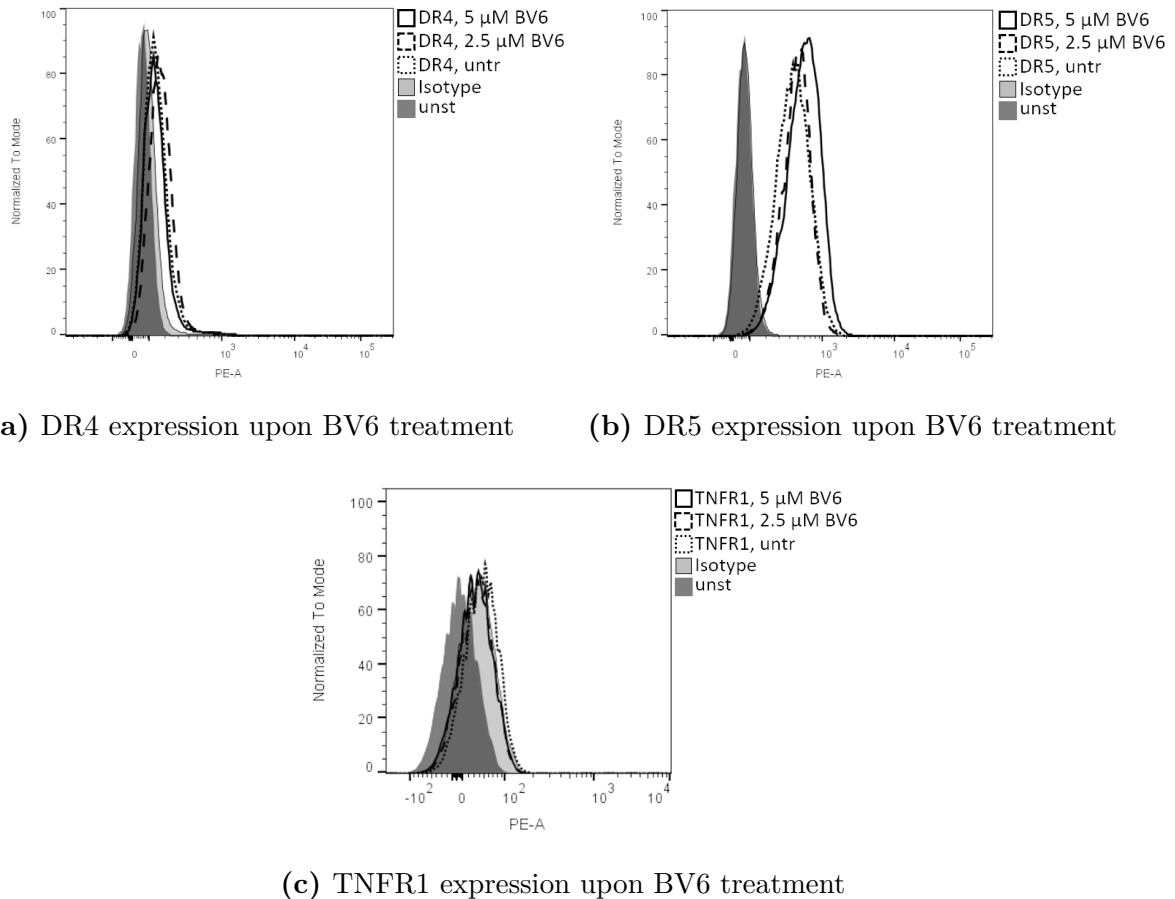 100
80
60
40
20
0
Normalized To Mode
0
10^3
10^4
10^5
PE-A
DR4, 5 µM BV6
DR4, 2.5 µM BV6
DR4, untr
Isotype
unst
100
80
60
40
20
0
Normalized To Mode
0
10^3
10^4
10^5
PE-A
DR5, 5 µM BV6
DR5, 2.5 µM BV6
DR5, untr
Isotype
unst
a) DR4 expression upon BV6 treatment
(b) DR5 expression upon BV6 treatment
100
80
60
40
20
0
Normalized To Mode
-10^2
0
10^2
10^3
10^4
PE-A
TNFR1, 5 µM BV6
TNFR1, 2.5 µM BV6
TNFR1, untr
Isotype
unst
(c) TNFR1 expression upon BV6 treatment